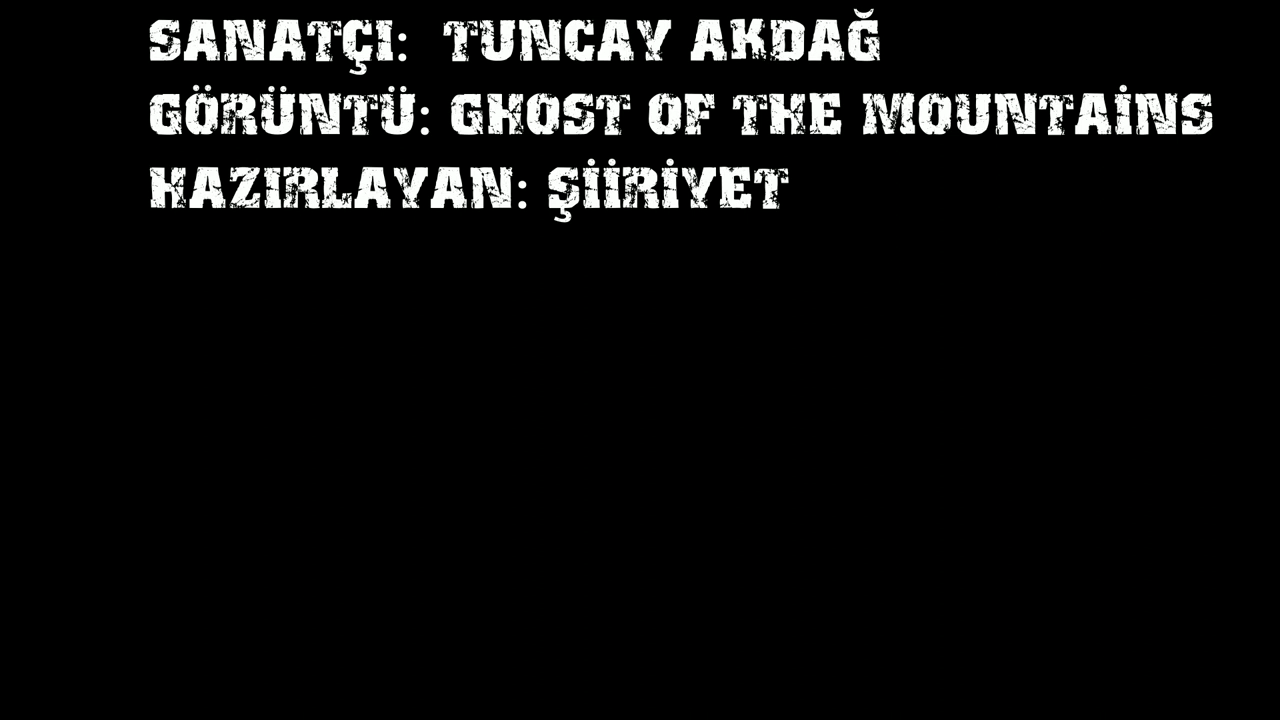 SANATÇI: TUNCAY AKDAĞ
GÖRÜNTÜ: GHOST OF THE MOUNTAİNS
HAZIRLAYAN: ŞİİRİYET